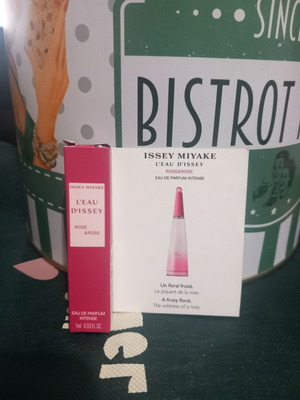 SINCE
BISTROT
ISSEY MIYAKE
L'EAU
D'ISSEY
ROSE
&ROSE
EAU DE PARFUM
INTENSE
1ml 0.03 FL.OZ.
ISSEY MIYAKE
L'EAU D'ISSEY
ROSE&ROSE
EAU DE PARFUM INTENSE
Un floral fruité.
Le piquant de la rose.
A fruity floral.
The wildness of a rose.